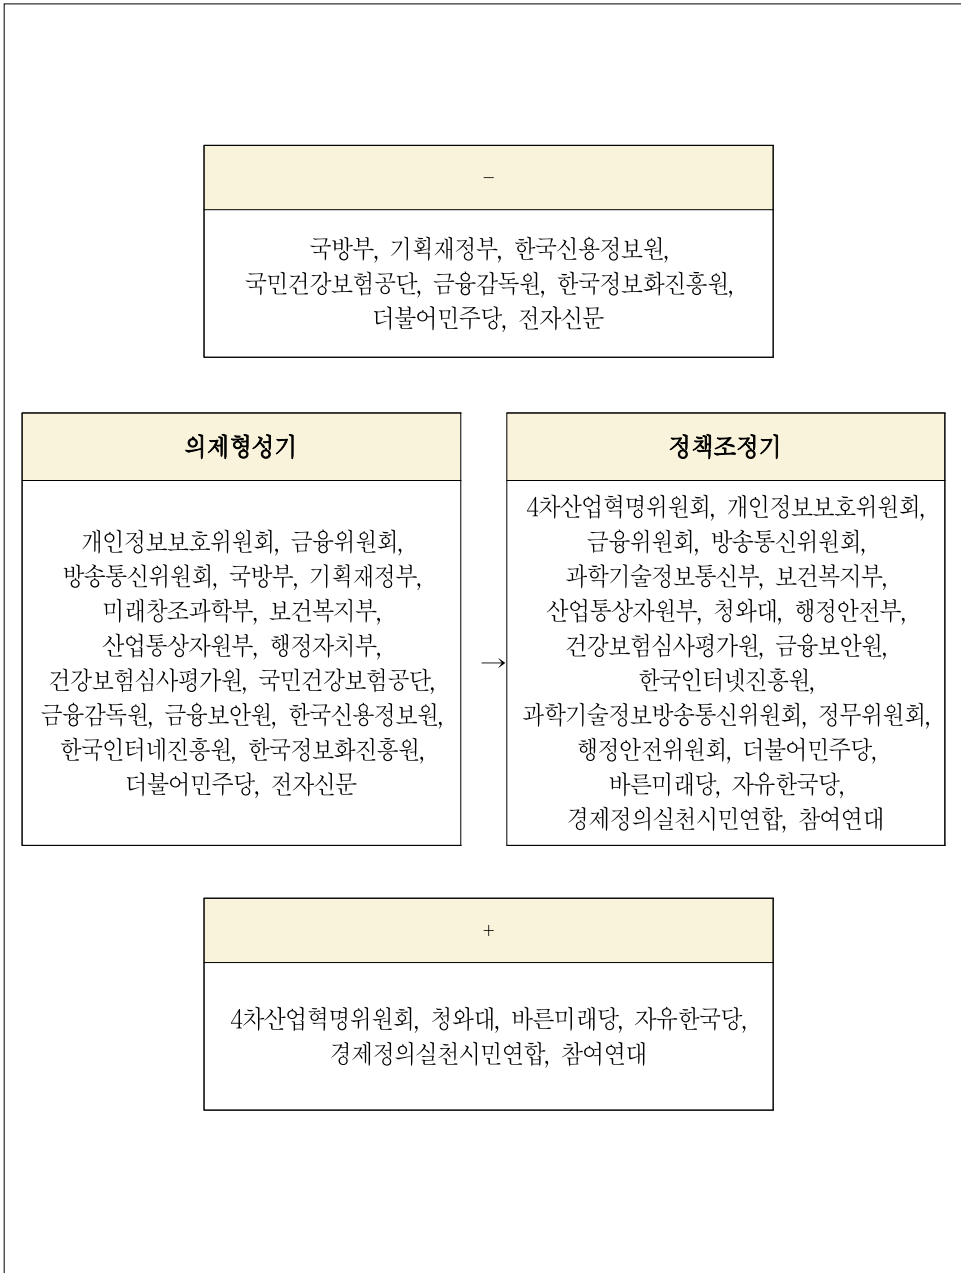 －
국방부, 기획재정부, 한국신용정보원,
국민건강보험공단, 금융감독원, 한국정보화진흥원,
더불어민주당, 전자신문
의제형성기
개인정보보호위원회, 금융위원회,
방송통신위원회, 국방부, 기획재정부,
미래창조과학부, 보건복지부,
산업통상자원부, 행정자치부,
건강보험심사평가원, 국민건강보험공단,
금융감독원, 금융보안원, 한국신용정보원,
한국인터네진흥원, 한국정보화진흥원,
더불어민주당, 전자신문
→
정책조정기
4차산업혁명위원회, 개인정보보호위원회,
금융위원회, 방송통신위원회,
과학기술정보통신부, 보건복지부,
산업통상자원부, 청와대, 행정안전부,
건강보험심사평가원, 금융보안원,
한국인터넷진흥원,
과학기술정보방송통신위원회, 정무위원회,
행정안전위원회, 더불어민주당,
바른미래당, 자유한국당,
경제정의실천시민연합, 참여연대
+
4차산업혁명위원회, 청와대, 바른미래당, 자유한국당,
경제정의실천시민연합, 참여연대